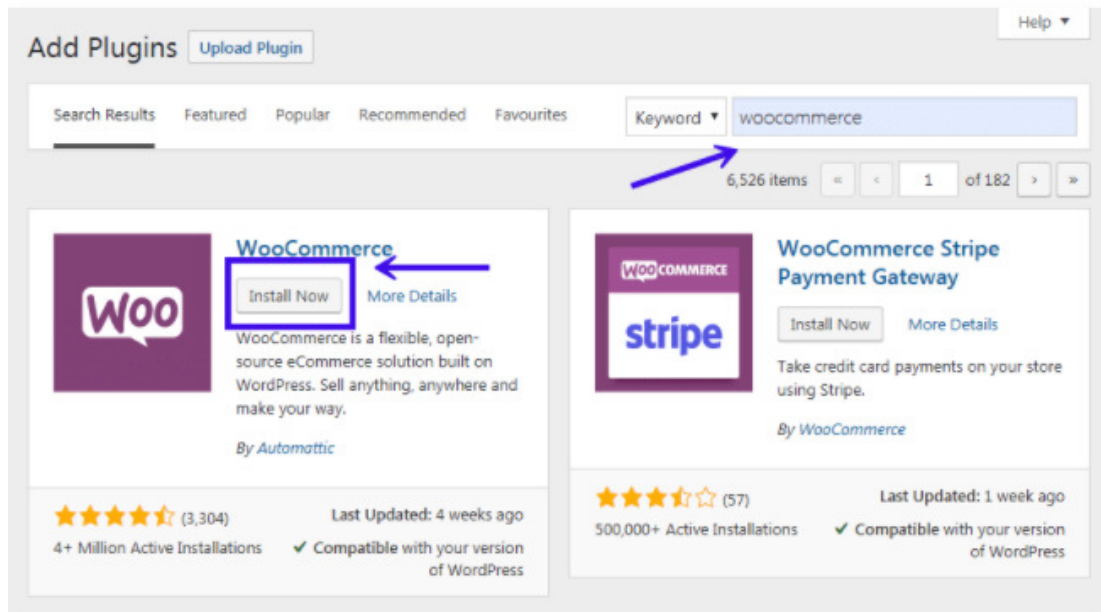 Help ▼
Add Plugins Upload Plugin
Search Results Featured Popular Recommended Favourites Keyword ▼ woocommerce
6,526 items « ‹ 1 of 182 › »
WOO
WooCommerce
Install Now More Details
WooCommerce is a flexible, open-
source eCommerce solution built on
WordPress. Sell anything, anywhere and
make your way.
By Automattic
(3,304) Last Updated: 4 weeks ago
4+ Million Active Installations ✔ Compatible with your version
of WordPress
WOO COMMERCE
stripe
WooCommerce Stripe
Payment Gateway
Install Now More Details
Take credit card payments on your store
using Stripe.
By WooCommerce
(57) Last Updated: 1 week ago
500,000+ Active Installations ✔ Compatible with your version
of WordPress